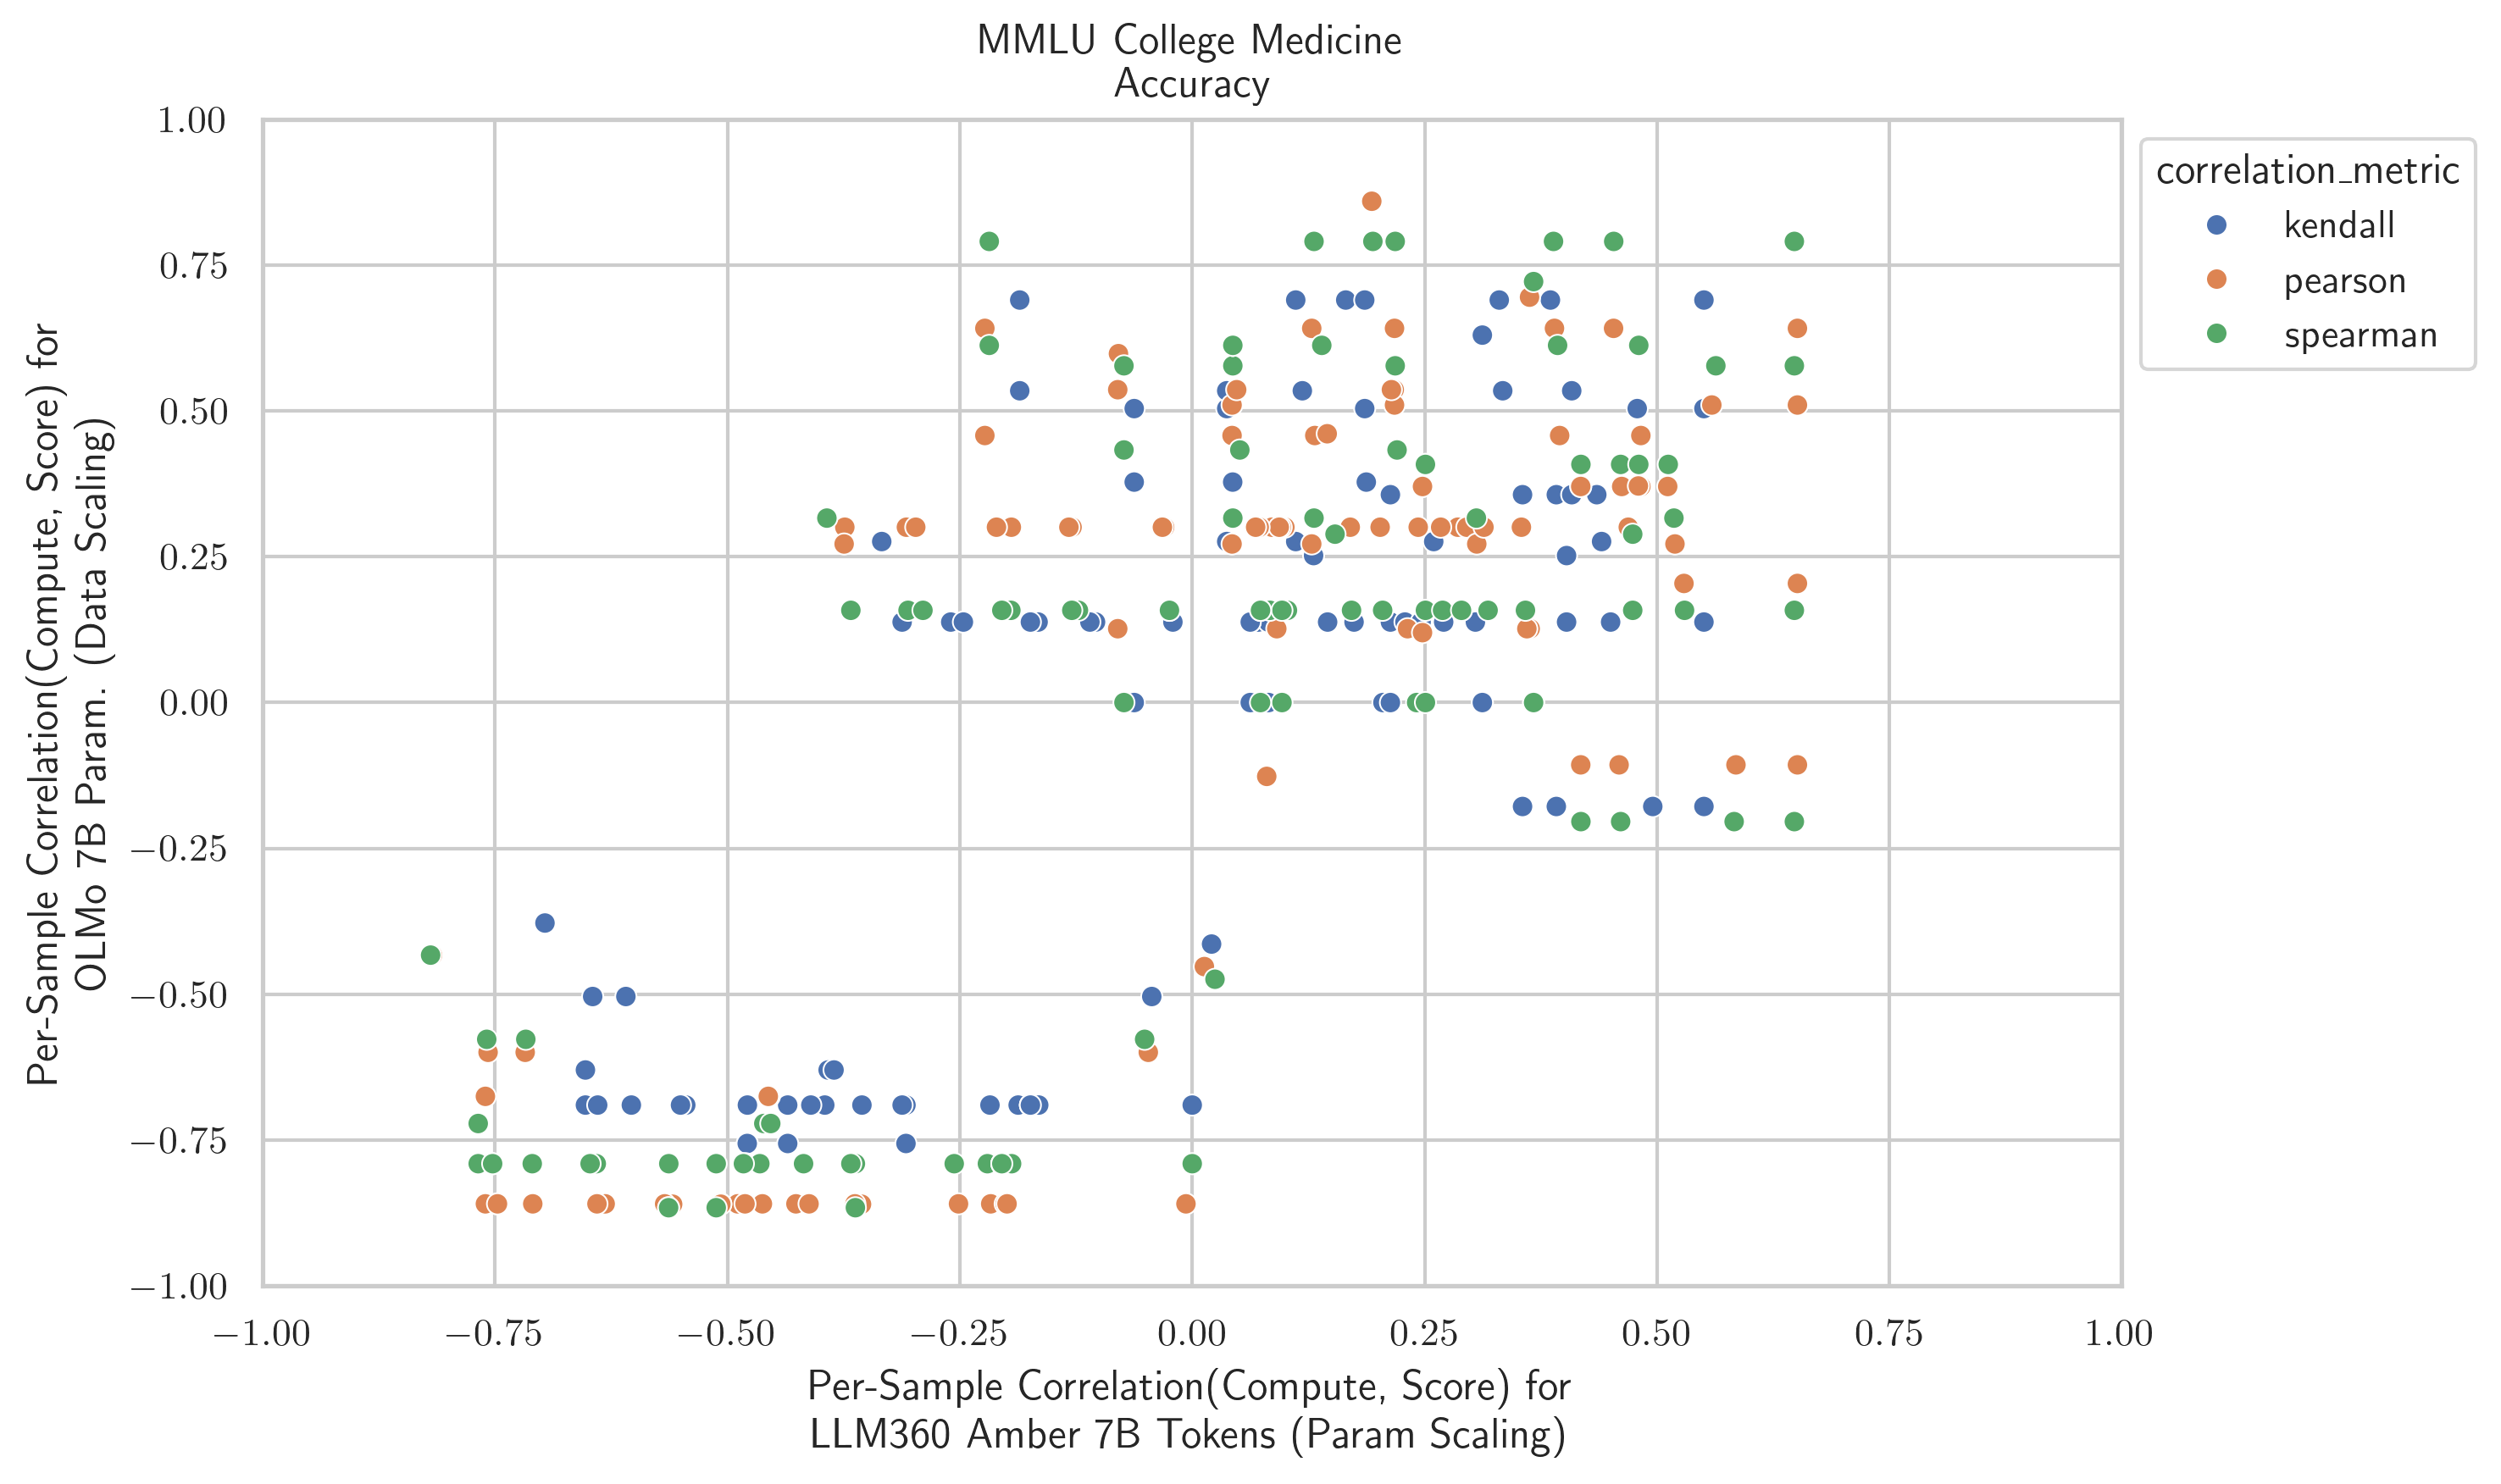 MMLU College Medicine
Accuracy
1.00
0.75
0.50
0.25
0.00
−0.25
−0.50
−0.75
−1.00
Per-Sample Correlation(Compute, Score) for
OLMo 7B Param. (Data Scaling)
−1.00 −0.75 −0.50 −0.25 0.00 0.25 0.50 0.75 1.00
Per-Sample Correlation(Compute, Score) for
LLM360 Amber 7B Tokens (Param Scaling)
correlation_metric
kendall
pearson
spearman